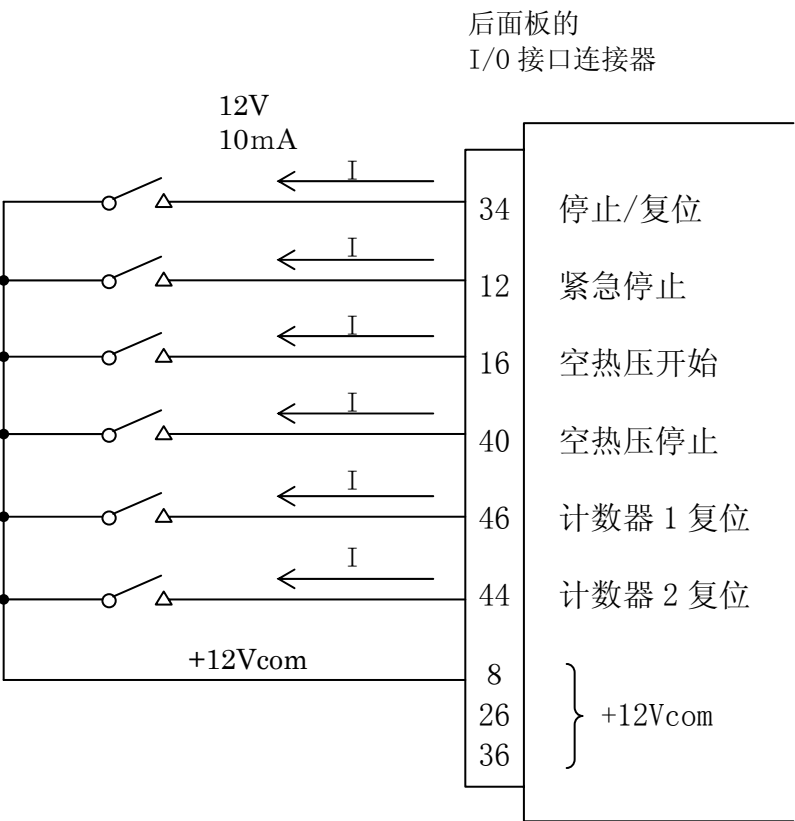 后面板的
I/O 接口连接器
12V
10mA
I
34 停止/复位
I
12 紧急停止
I
16 空热压开始
I
40 空热压停止
I
46 计数器 1 复位
I
44 计数器 2 复位
+12Vcom
8
26 +12Vcom
36